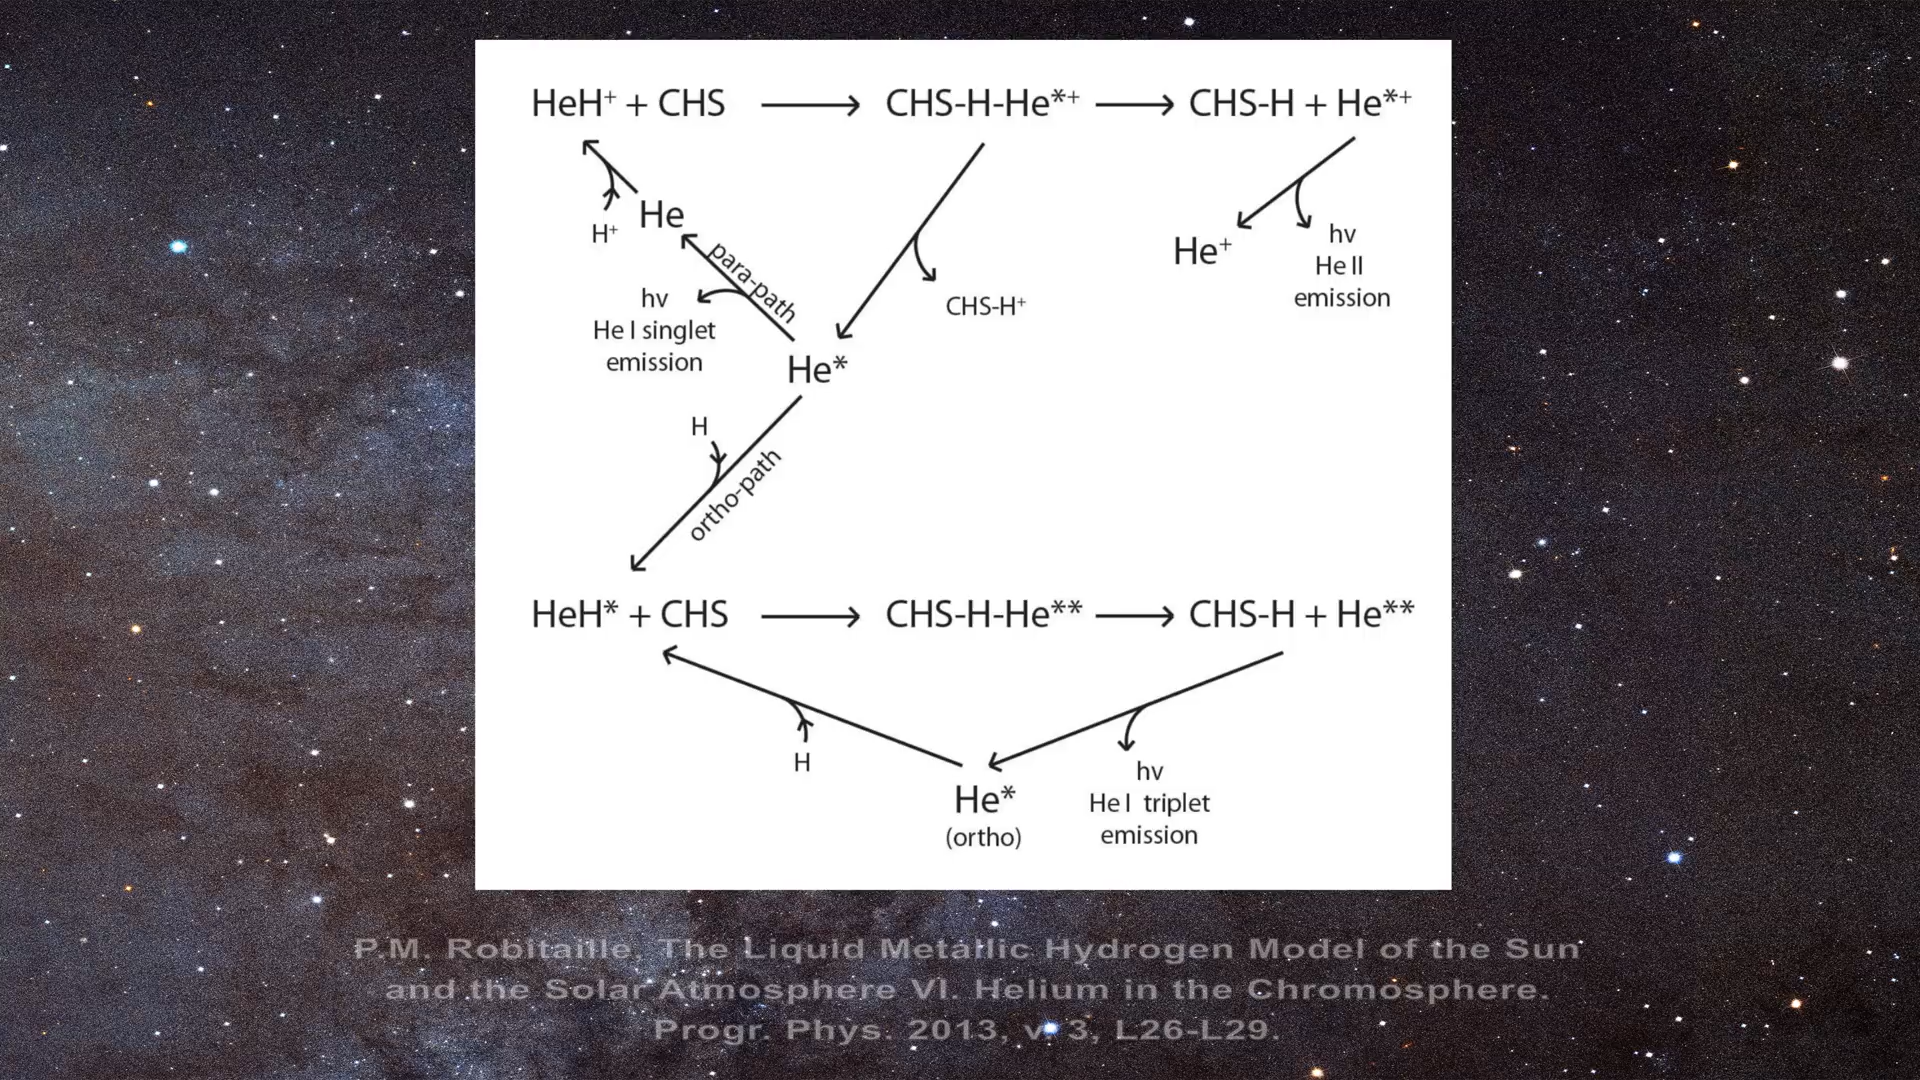 HeH⁺ + CHS ⟶ CHS-H-He*⁺ ⟶ CHS-H + He*⁺
He
H⁺
para-path
hν
He I singlet
emission
CHS-H⁺
He⁺
hν
He II
emission
He*
H
ortho-path
HeH* + CHS ⟶ CHS-H-He** ⟶ CHS-H + He**
H
He*
(ortho)
hν
He I triplet
emission
P.M. Robitaille, The Liquid Metallic Hydrogen Model of the Sun
and the Solar Atmosphere VI. Helium in the Chromosphere.
Progr. Phys. 2013, v. 3, L26-L29.